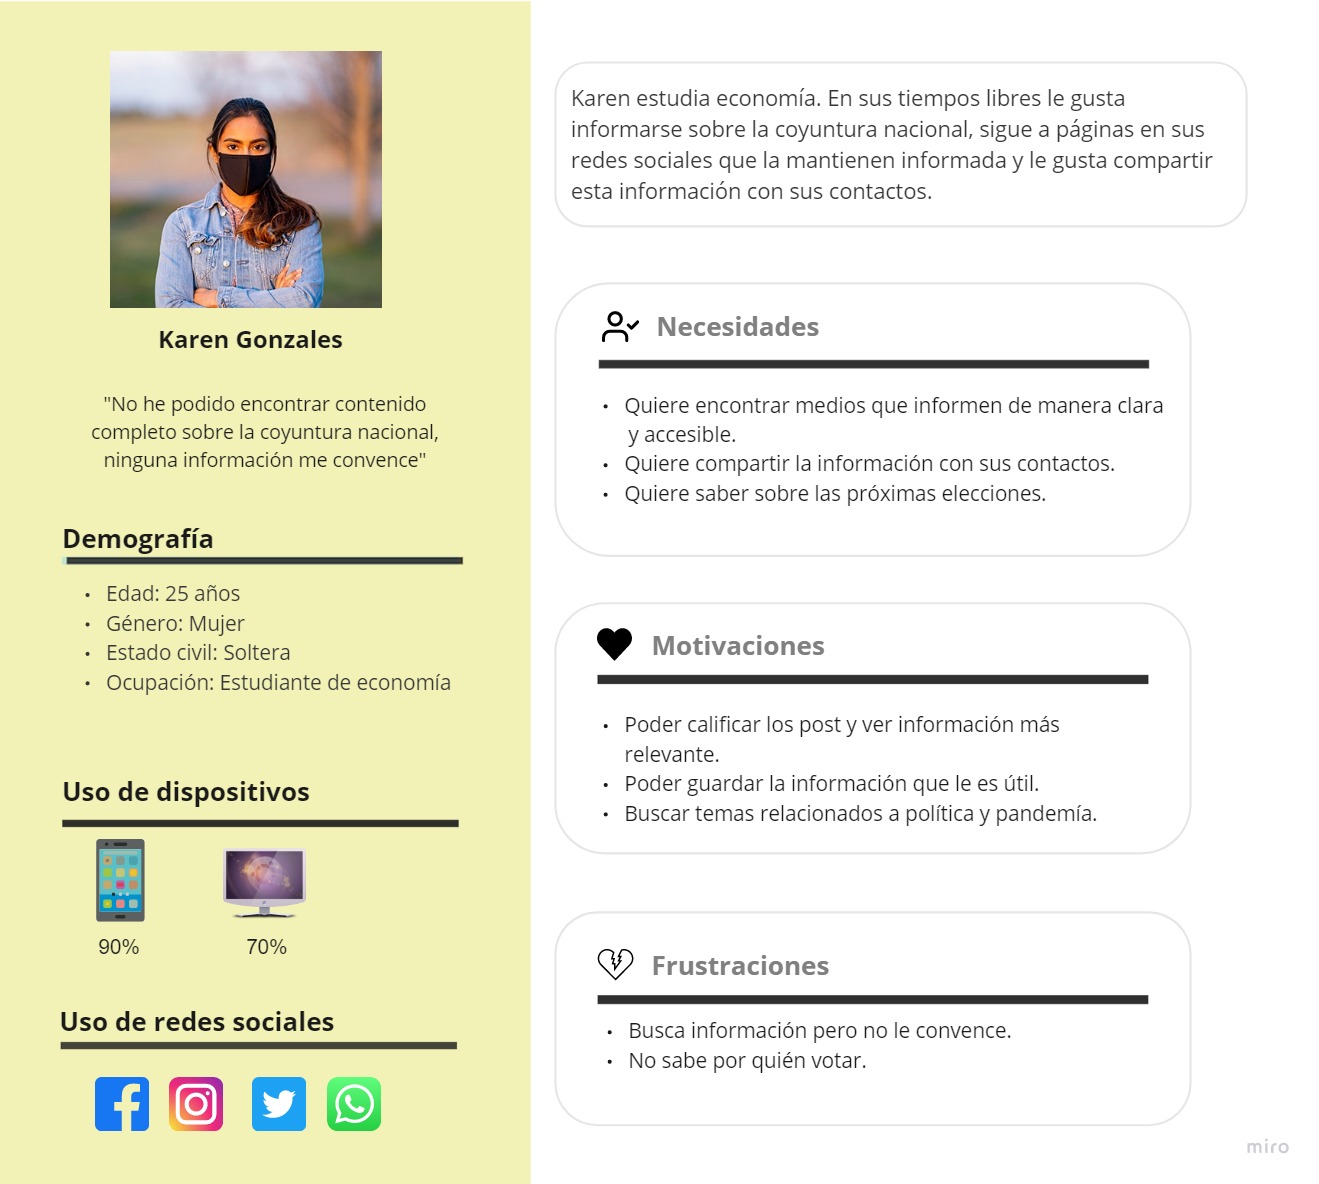 Karen Gonzales
"No he podido encontrar contenido
completo sobre la coyuntura nacional,
ninguna información me convence"
Demografía
• Edad: 25 años
• Género: Mujer
• Estado civil: Soltera
• Ocupación: Estudiante de economía
Uso de dispositivos
90%
70%
Uso de redes sociales
Karen estudia economía. En sus tiempos libres le gusta
informarse sobre la coyuntura nacional, sigue a páginas en sus
redes sociales que la mantienen informada y le gusta compartir
esta información con sus contactos.
Necesidades
• Quiere encontrar medios que informen de manera clara
y accesible.
• Quiere compartir la información con sus contactos.
• Quiere saber sobre las próximas elecciones.
Motivaciones
• Poder calificar los post y ver información más
relevante.
• Poder guardar la información que le es útil.
• Buscar temas relacionados a política y pandemía.
Frustraciones
• Busca información pero no le convence.
• No sabe por quién votar.
miro